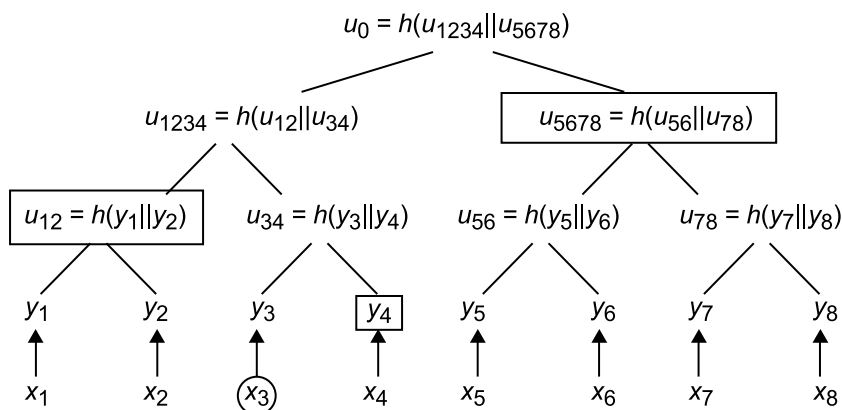 u₀ = h(u₁₂₃₄||u₅₆₇₈)
u₁₂₃₄ = h(u₁₂||u₃₄) u₅₆₇₈ = h(u₅₆||u₇₈)
u₁₂ = h(y₁||y₂) u₃₄ = h(y₃||y₄) u₅₆ = h(y₅||y₆) u₇₈ = h(y₇||y₈)
y₁ y₂ y₃ y₄ y₅ y₆ y₇ y₈
x₁ x₂ x₃ x₄ x₅ x₆ x₇ x₈